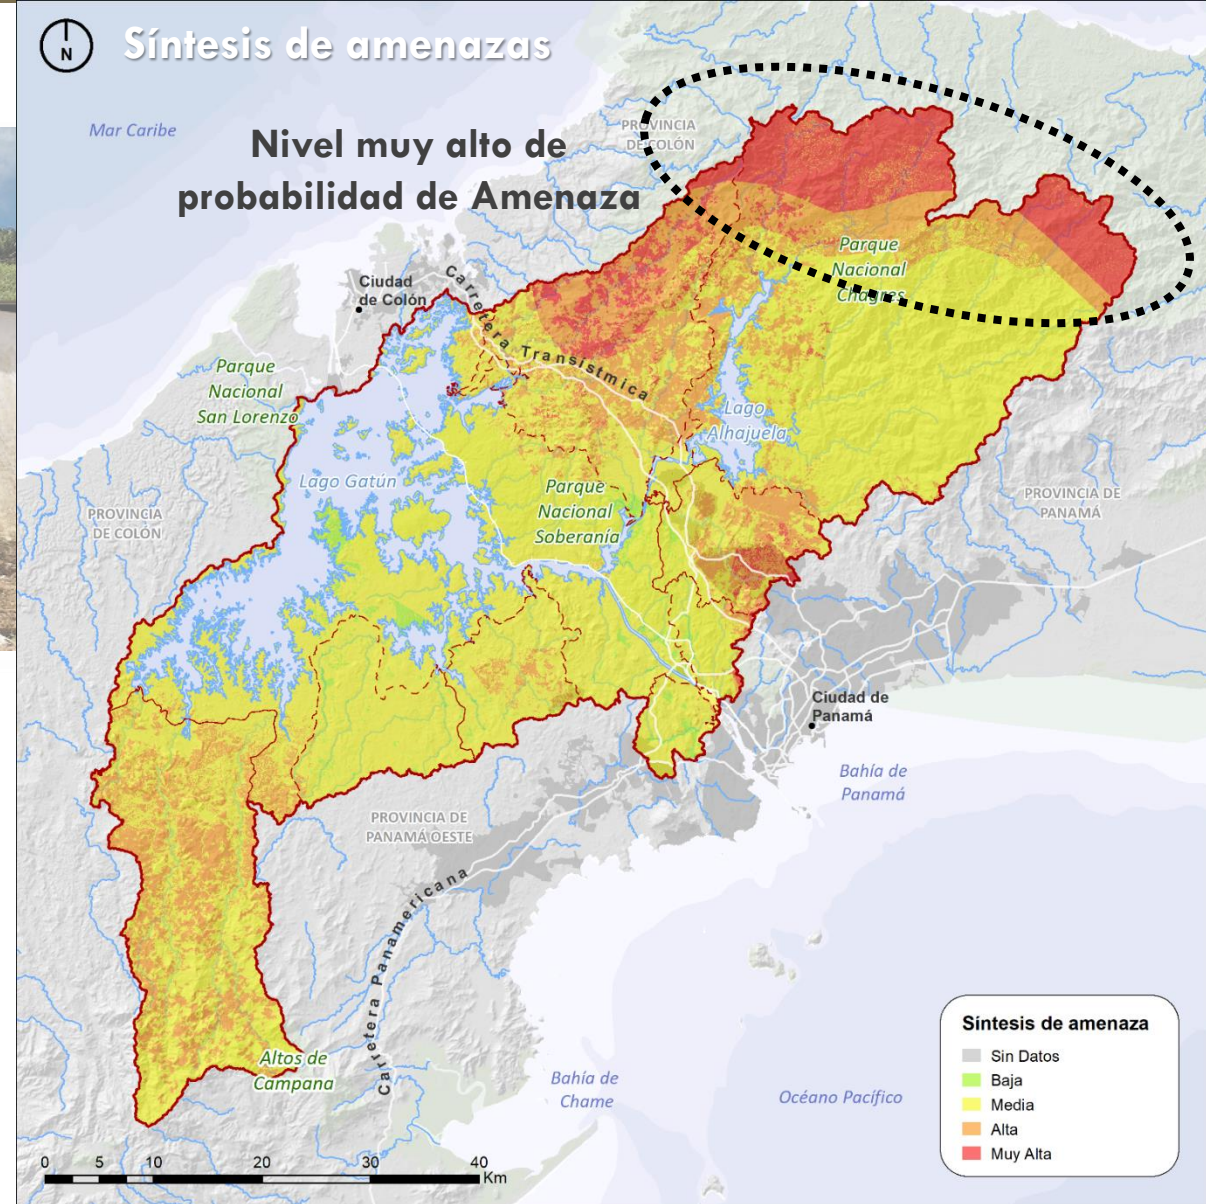 N
Síntesis de amenazas
Mar Caribe
Nivel muy alto de
probabilidad de Amenaza
PROVINCIA
DE COLÓN
Parque
Nacional
Chagres
Ciudad
de Colón
Carretera Transístmica
Parque
Nacional
San Lorenzo
Lago
Alhajuela
Lago Gatún
Parque
Nacional
Soberanía
PROVINCIA DE
PANAMÁ
PROVINCIA
DE COLÓN
Ciudad de
Panamá
Bahía de
Panamá
PROVINCIA DE
PANAMÁ OESTE
Carretera Panamericana
Altos de
Campana
Bahía de
Chame
Océano Pacífico
Síntesis de amenaza
Sin Datos
Baja
Media
Alta
Muy Alta
0 5 10 20 30 40
Km